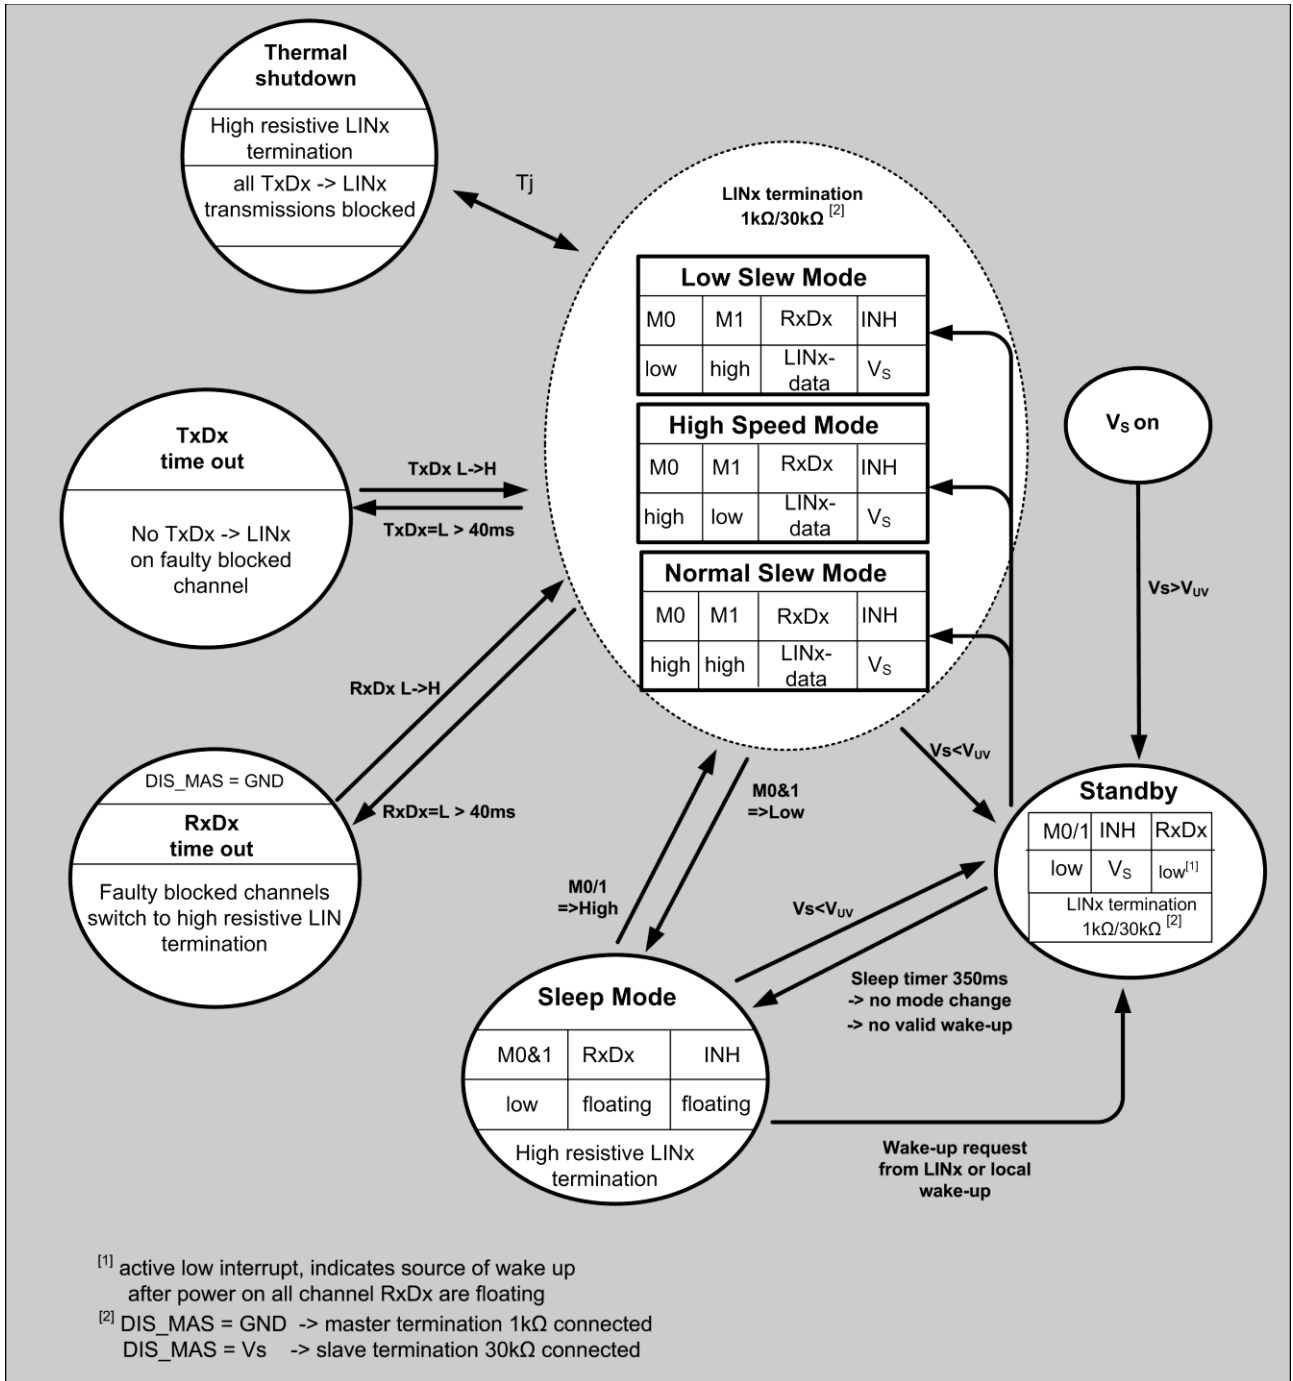 Thermal
shutdown
High resistive LINx
termination
all TxDx -> LINx
transmissions blocked
Tj
LINx termination
1kΩ/30kΩ [2]
Low Slew Mode
M0 M1 RxDx INH
low high LINx-
data VS
High Speed Mode
M0 M1 RxDx INH
high low LINx-
data VS
Normal Slew Mode
M0 M1 RxDx INH
high high LINx-
data VS
VS on
Vs>VUV
TxDx
time out
No TxDx -> LINx
on faulty blocked
channel
TxDx L->H
TxDx=L > 40ms
RxDx L->H
RxDx=L > 40ms
DIS_MAS = GND
RxDx
time out
Faulty blocked channels
switch to high resistive LIN
termination
M0/1
=>High
M0&1
=>Low
Vs<VUV
Standby
M0/1 INH RxDx
low VS low[1]
LINx termination
1kΩ/30kΩ [2]
Vs<VUV
Sleep timer 350ms
-> no mode change
-> no valid wake-up
Sleep Mode
M0&1 RxDx INH
low floating floating
High resistive LINx
termination
Wake-up request
from LINx or local
wake-up
[1] active low interrupt, indicates source of wake up
after power on all channel RxDx are floating
[2] DIS_MAS = GND -> master termination 1kΩ connected
DIS_MAS = Vs -> slave termination 30kΩ connected